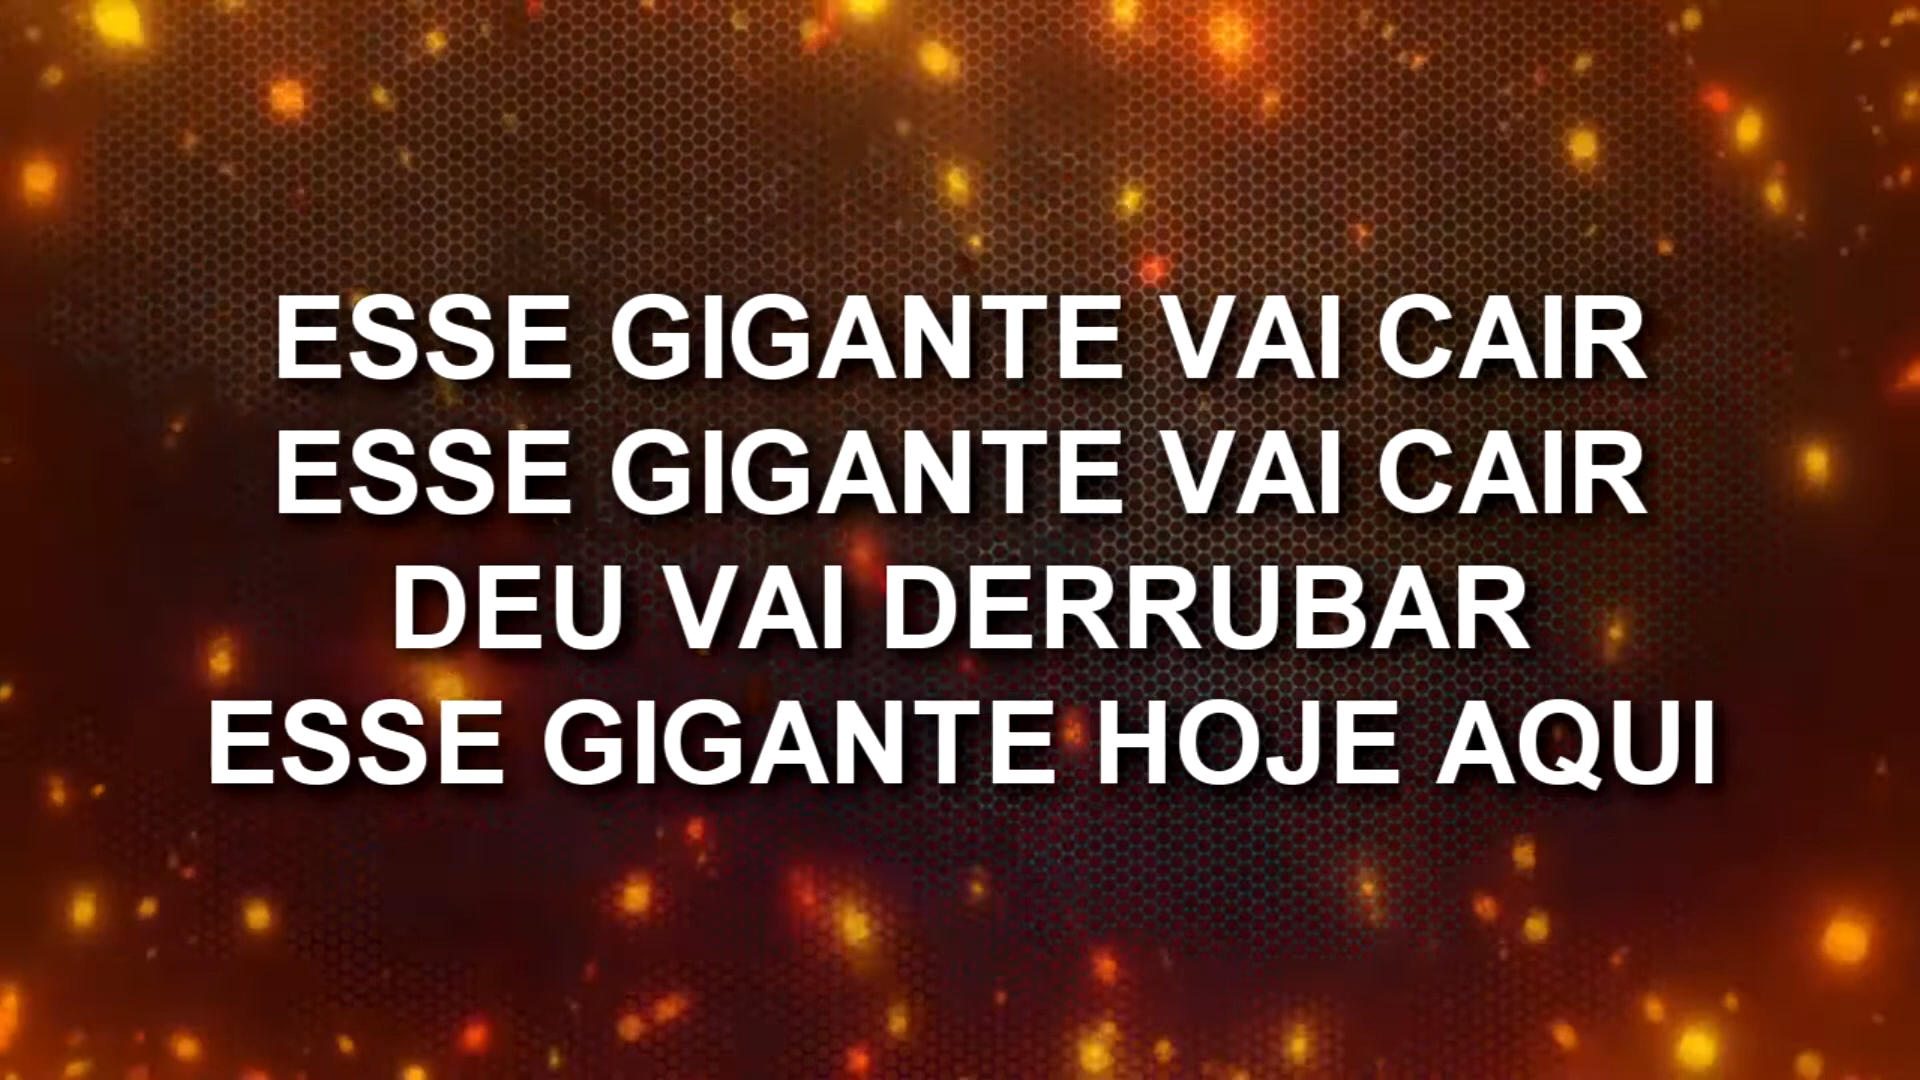 ESSE GIGANTE VAI CAIR
ESSE GIGANTE VAI CAIR
DEU VAI DERRUBAR
ESSE GIGANTE HOJE AQUI